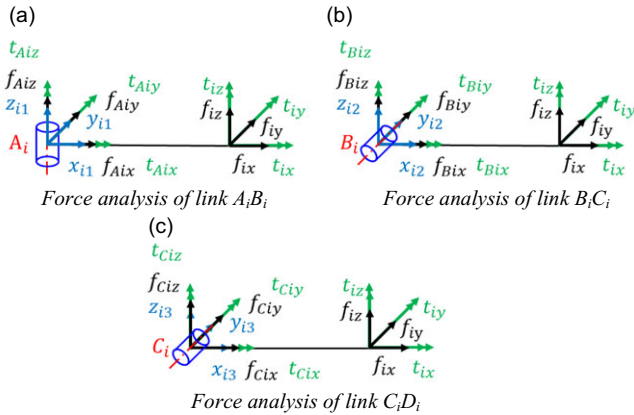 (a)
t_Aiz
f_Aiz
t_Aiy
f_Aiy
z_i1
y_i1
A_i
x_i1 f_Aix t_Aix
t_iz
f_iz
t_iy
f_iy
f_ix t_ix
Force analysis of link A_iB_i
(b)
t_Biz
f_Biz
t_Biy
f_Biy
z_i2
y_i2
B_i
x_i2 f_Bix t_Bix
t_iz
f_iz
t_iy
f_iy
f_ix t_ix
Force analysis of link B_iC_i
(c)
t_Ciz
f_Ciz
t_Ciy
f_Ciy
z_i3
y_i3
C_i
x_i3 f_Cix t_Cix
t_iz
f_iz
t_iy
f_iy
f_ix t_ix
Force analysis of link C_iD_i